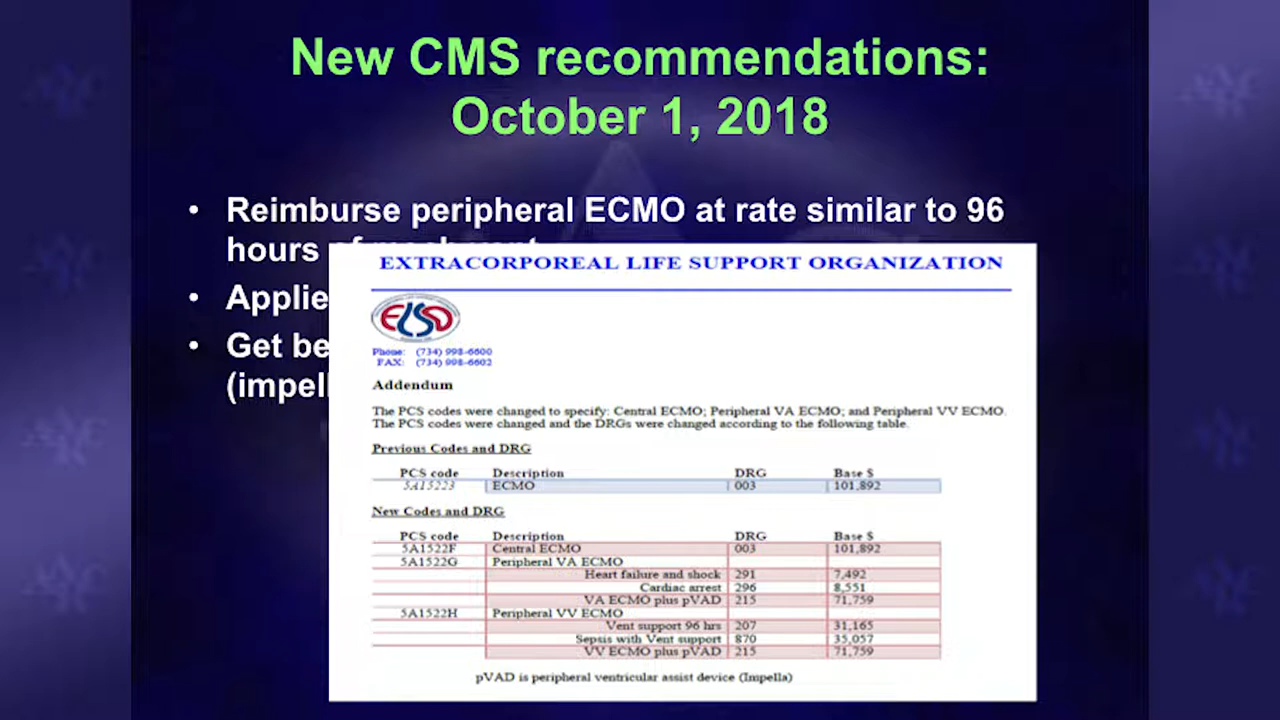 New CMS recommendations:
October 1, 2018
• Reimburse peripheral ECMO at rate similar to 96
hours
• Applie
• Get be
(impell
EXTRACORPOREAL LIFE SUPPORT ORGANIZATION
ELSO
Phone: (734) 998-6600
FAX: (734) 998-6602
Addendum
The PCS codes were changed to specify: Central ECMO; Peripheral VA ECMO; and Peripheral VV ECMO.
The PCS codes were changed and the DRGs were changed according to the following table.
Previous Codes and DRG
PCS code Description DRG Base $
5A15223 ECMO 003 101,892
New Codes and DRG
PCS code Description DRG Base $
5A1522F Central ECMO 003 101,892
5A1522G Peripheral VA ECMO
Heart failure and shock 291 7,492
Cardiac arrest 296 8,551
VA ECMO plus pVAD 215 71,759
5A1522H Peripheral VV ECMO
Vent support 96 hrs 207 31,165
Sepsis with Vent support 870 35,057
VV ECMO plus pVAD 215 71,759
pVAD is peripheral ventricular assist device (Impella)